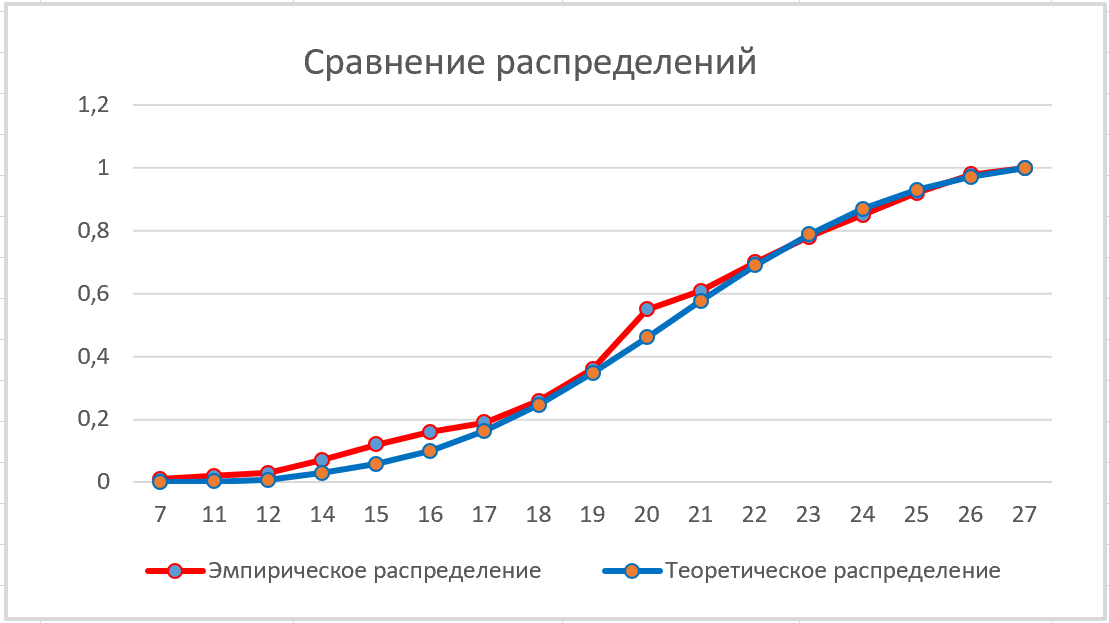 Сравнение распределений
1,2
1
0,8
0,6
0,4
0,2
0
7 11 12 14 15 16 17 18 19 20 21 22 23 24 25 26 27
Эмпирическое распределение Теоретическое распределение